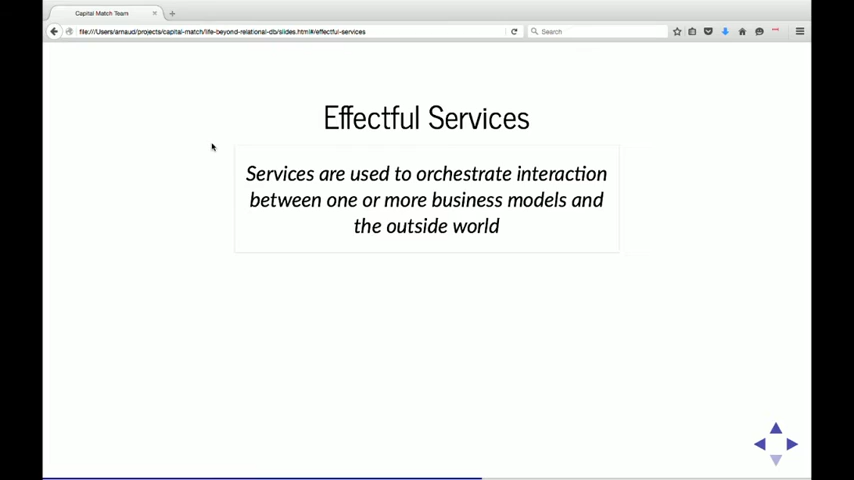 Capital Match Team
file:///Users/arnaud/projects/capital-match/life-beyond-relational-db/slides.html#/effectful-services
Search
Effectful Services
Services are used to orchestrate interaction
between one or more business models and
the outside world